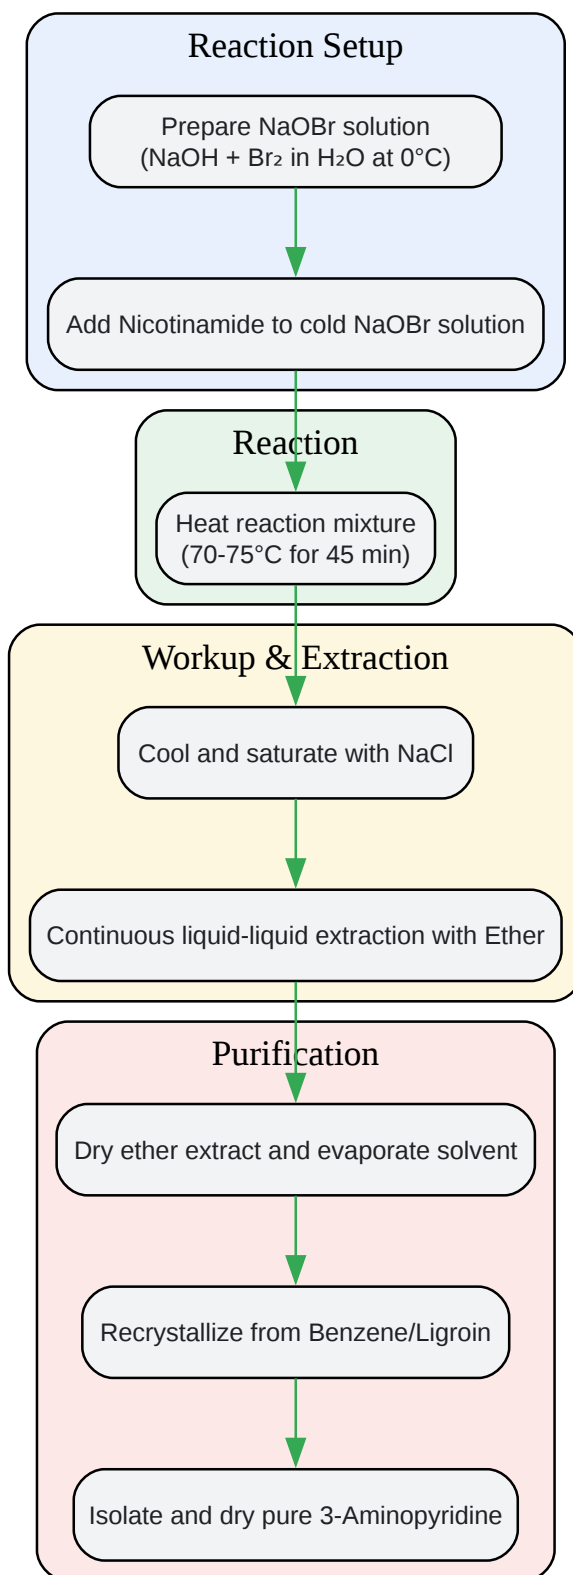 Reaction Setup
Prepare NaOBr solution
(NaOH + Br₂ in H₂O at 0°C)
Add Nicotinamide to cold NaOBr solution
Reaction
Heat reaction mixture
(70-75°C for 45 min)
Workup & Extraction
Cool and saturate with NaCl
Continuous liquid-liquid extraction with Ether
Purification
Dry ether extract and evaporate solvent
Recrystallize from Benzene/Ligroin
Isolate and dry pure 3-Aminopyridine